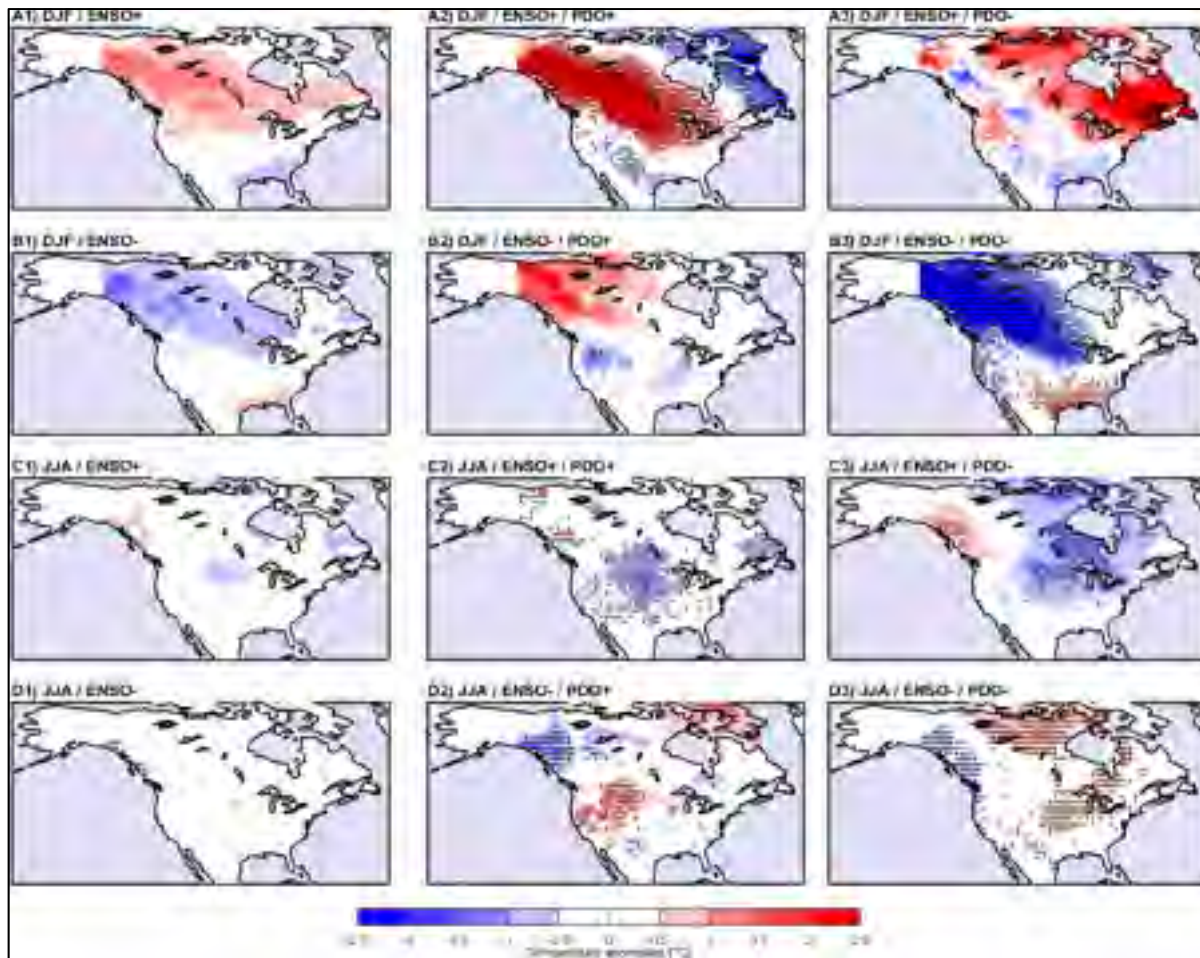 A1) DJF / ENSO+
A2) DJF / ENSO+ / PDO+
A3) DJF / ENSO+ / PDO-
B1) DJF / ENSO-
B2) DJF / ENSO- / PDO+
B3) DJF / ENSO- / PDO-
C1) JJA / ENSO+
C2) JJA / ENSO+ / PDO+
C3) JJA / ENSO+ / PDO-
D1) JJA / ENSO-
D2) JJA / ENSO- / PDO+
D3) JJA / ENSO- / PDO-
Temperature anomalies [°C]